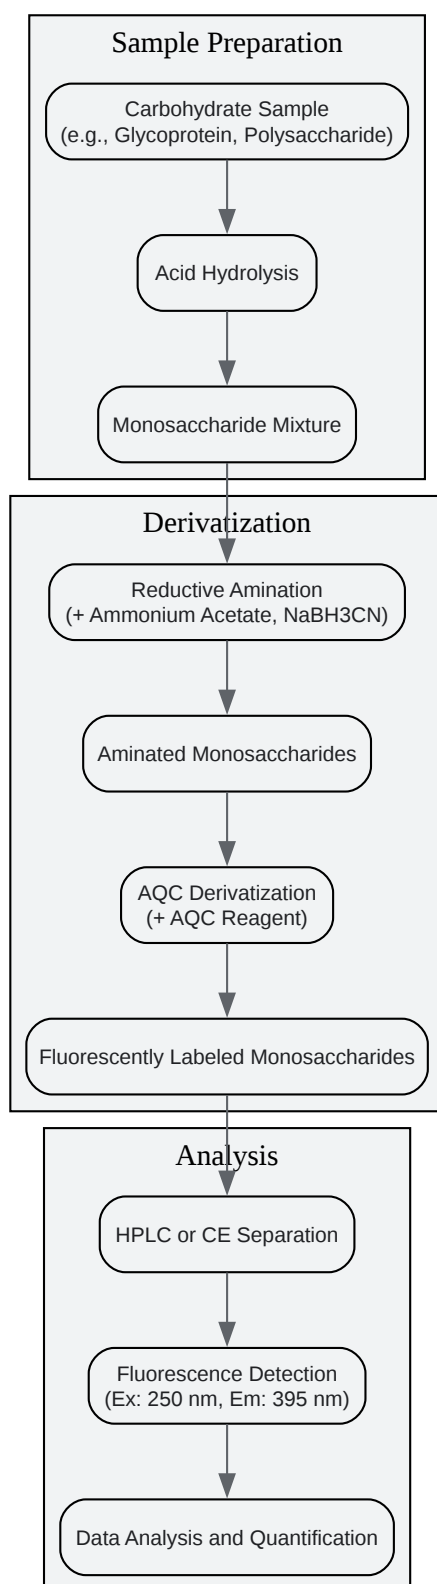 Sample Preparation
Carbohydrate Sample
(e.g., Glycoprotein, Polysaccharide)
Acid Hydrolysis
Monosaccharide Mixture
Derivatization
Reductive Amination
(+ Ammonium Acetate, NaBH3CN)
Aminated Monosaccharides
AQC Derivatization
(+ AQC Reagent)
Fluorescently Labeled Monosaccharides
Analysis
HPLC or CE Separation
Fluorescence Detection
(Ex: 250 nm, Em: 395 nm)
Data Analysis and Quantification